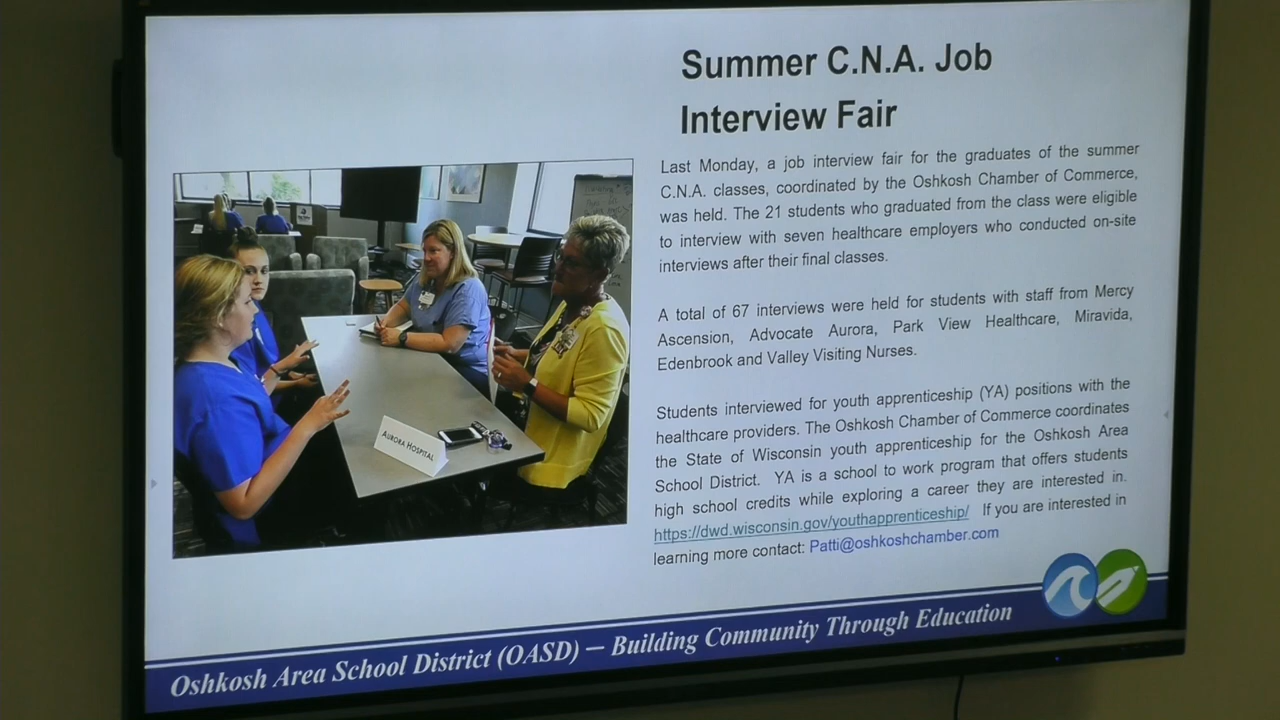 Summer C.N.A. Job
Interview Fair
Last Monday, a job interview fair for the graduates of the summer
C.N.A. classes, coordinated by the Oshkosh Chamber of Commerce,
was held. The 21 students who graduated from the class were eligible
to interview with seven healthcare employers who conducted on-site
interviews after their final classes.
A total of 67 interviews were held for students with staff from Mercy
Ascension, Advocate Aurora, Park View Healthcare, Miravida,
Edenbrook and Valley Visiting Nurses.
Students interviewed for youth apprenticeship (YA) positions with the
healthcare providers. The Oshkosh Chamber of Commerce coordinates
the State of Wisconsin youth apprenticeship for the Oshkosh Area
School District. YA is a school to work program that offers students
high school credits while exploring a career they are interested in.
https://dwd.wisconsin.gov/youthapprenticeship/ If you are interested in
learning more contact: Patti@oshkoshchamber.com
AURORA HOSPITAL
Oshkosh Area School District (OASD) — Building Community Through Education